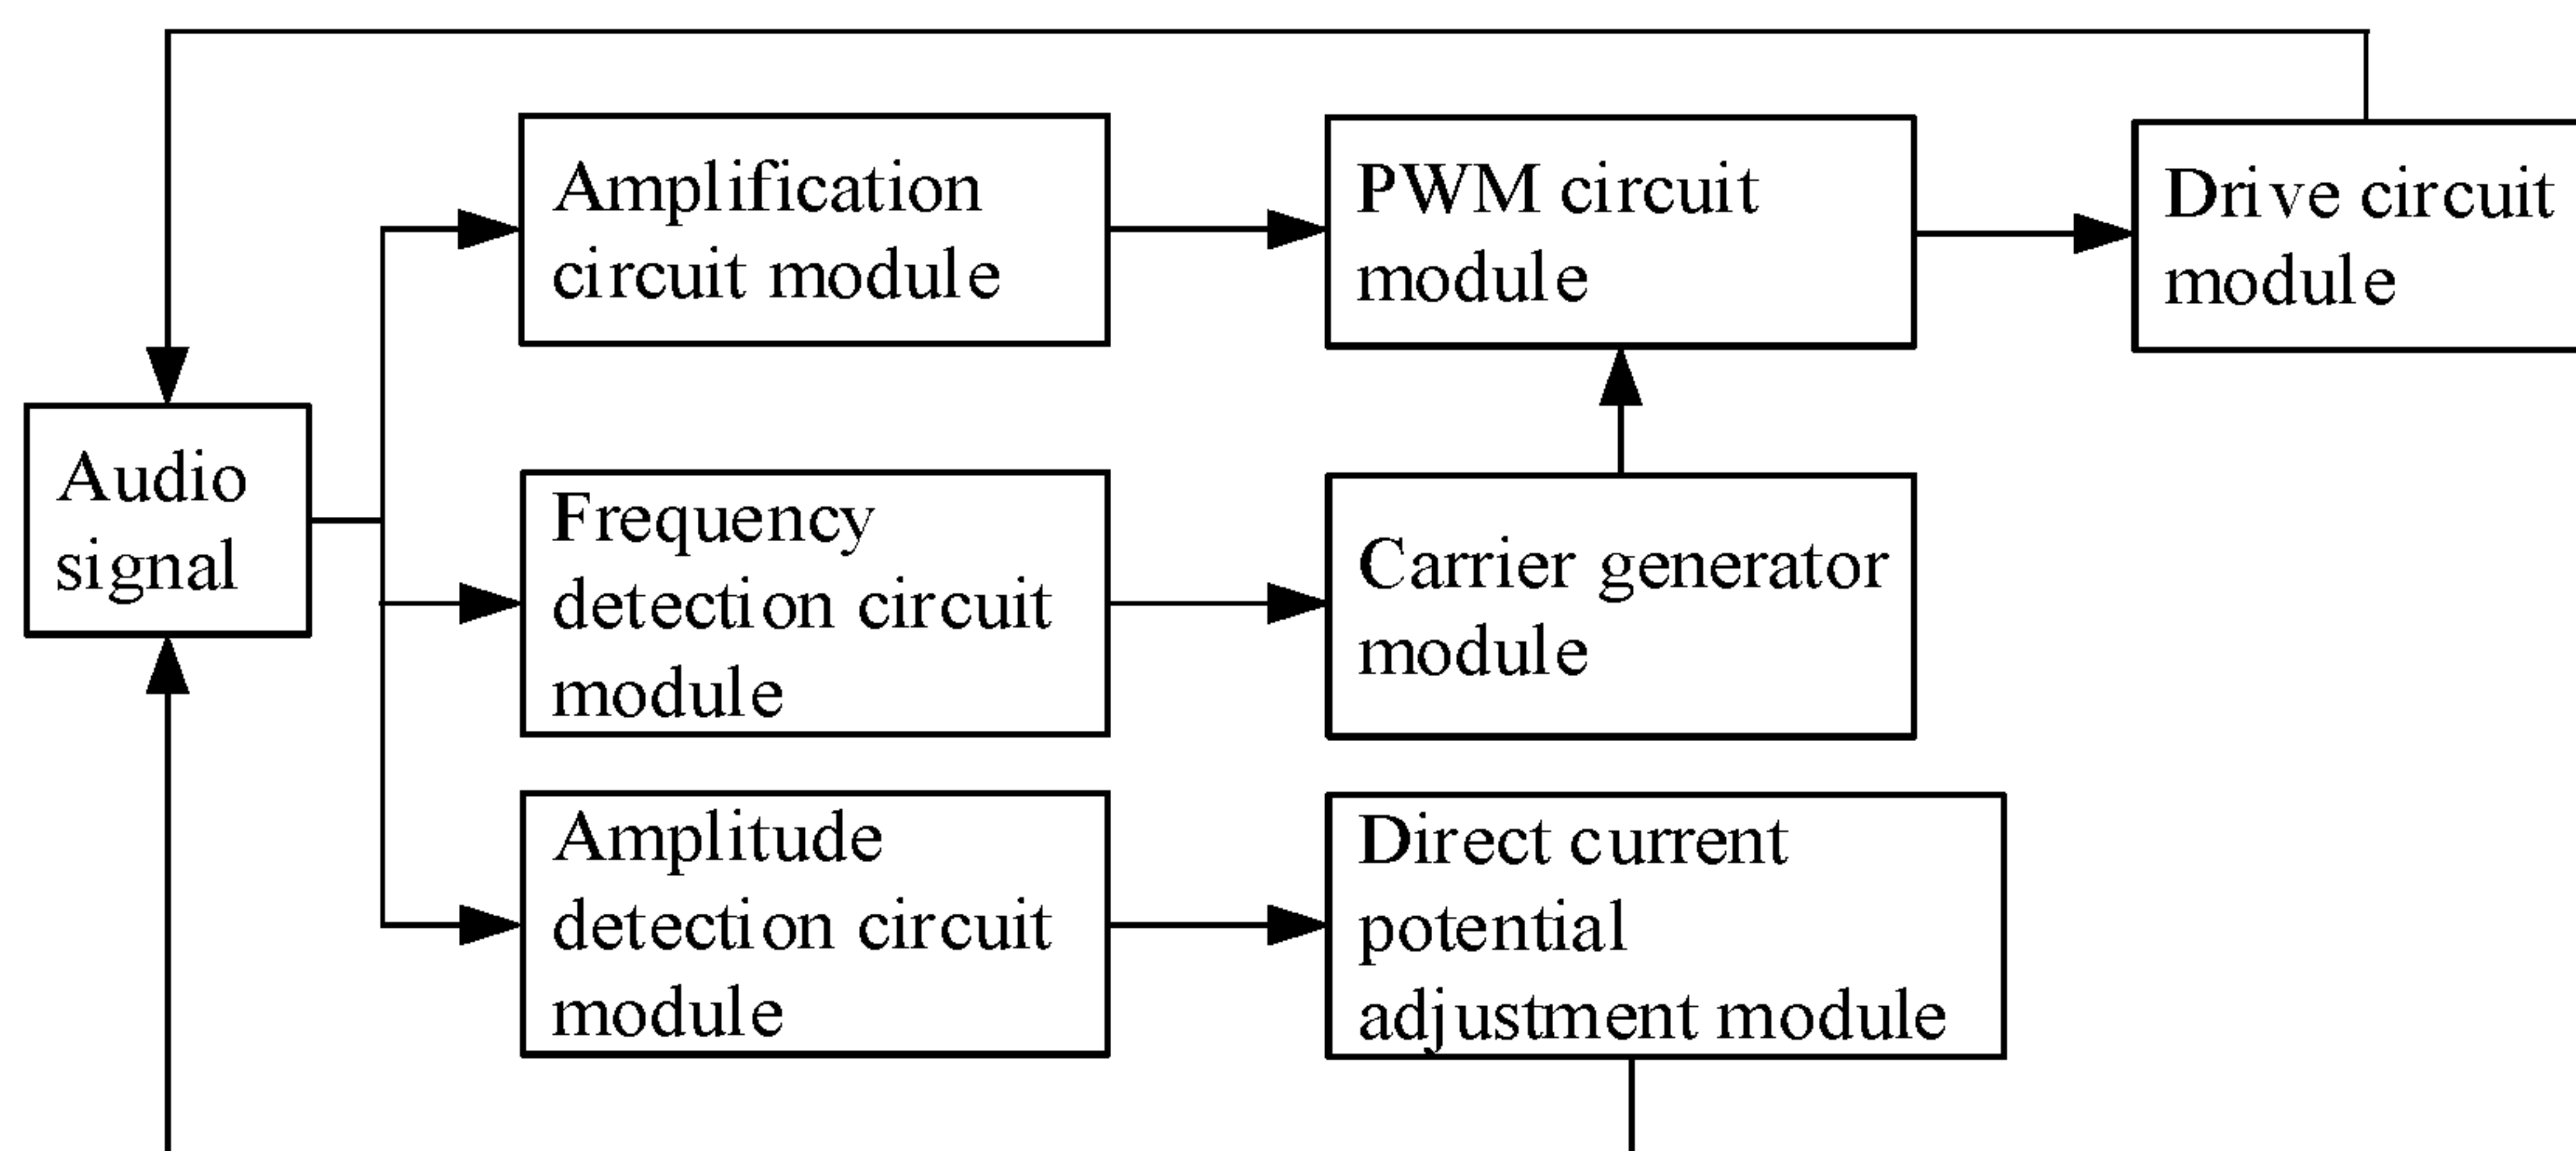 Amplification
circuit module
PWM circuit
module
Drive circuit
module
Audio
signal
Frequency
detection circuit
module
Carrier generator
module
Amplitude
detection circuit
module
Direct current
potential
adjustment module